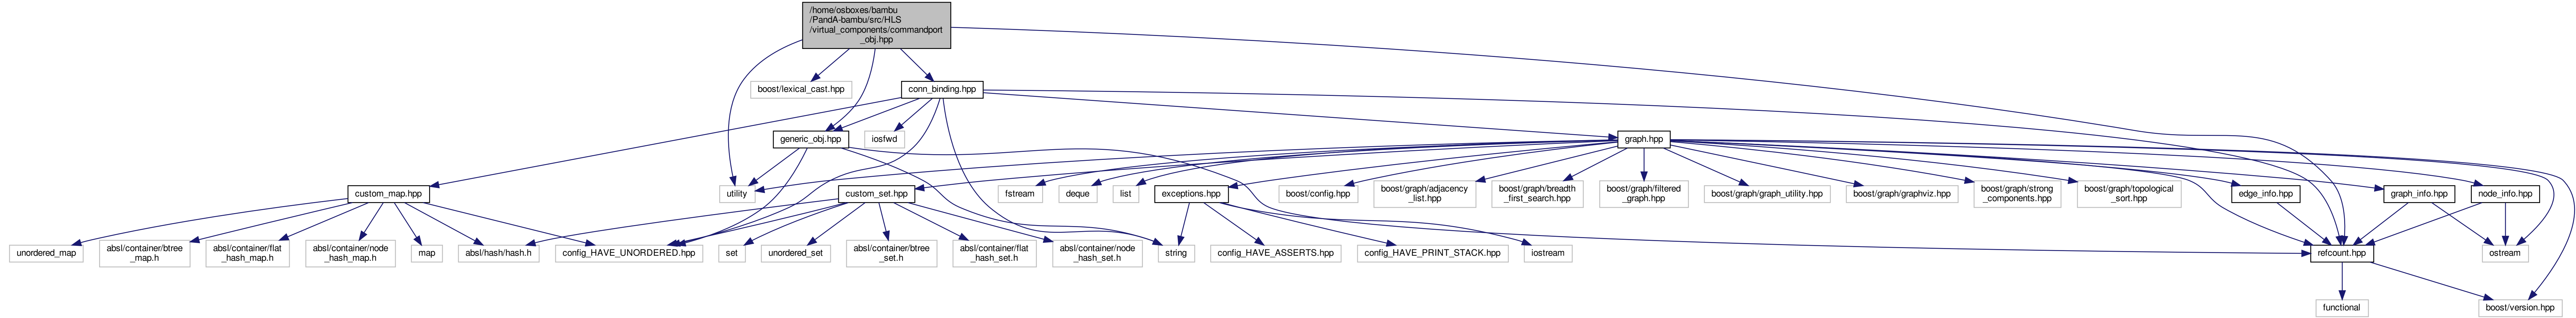 /home/osboxes/bambu
/PandA-bambu/src/HLS
/virtual_components/commandport
_obj.hpp
boost/lexical_cast.hpp
conn_binding.hpp
generic_obj.hpp
iosfwd
graph.hpp
custom_map.hpp
utility
custom_set.hpp
fstream
deque
list
exceptions.hpp
boost/config.hpp
boost/graph/adjacency
_list.hpp
boost/graph/breadth
_first_search.hpp
boost/graph/filtered
_graph.hpp
boost/graph/graph_utility.hpp
boost/graph/graphviz.hpp
boost/graph/strong
_components.hpp
boost/graph/topological
_sort.hpp
edge_info.hpp
graph_info.hpp
node_info.hpp
unordered_map
absl/container/btree
_map.h
absl/container/flat
_hash_map.h
absl/container/node
_hash_map.h
map
absl/hash/hash.h
config_HAVE_UNORDERED.hpp
set
unordered_set
absl/container/btree
_set.h
absl/container/flat
_hash_set.h
absl/container/node
_hash_set.h
string
config_HAVE_ASSERTS.hpp
config_HAVE_PRINT_STACK.hpp
iostream
refcount.hpp
ostream
functional
boost/version.hpp